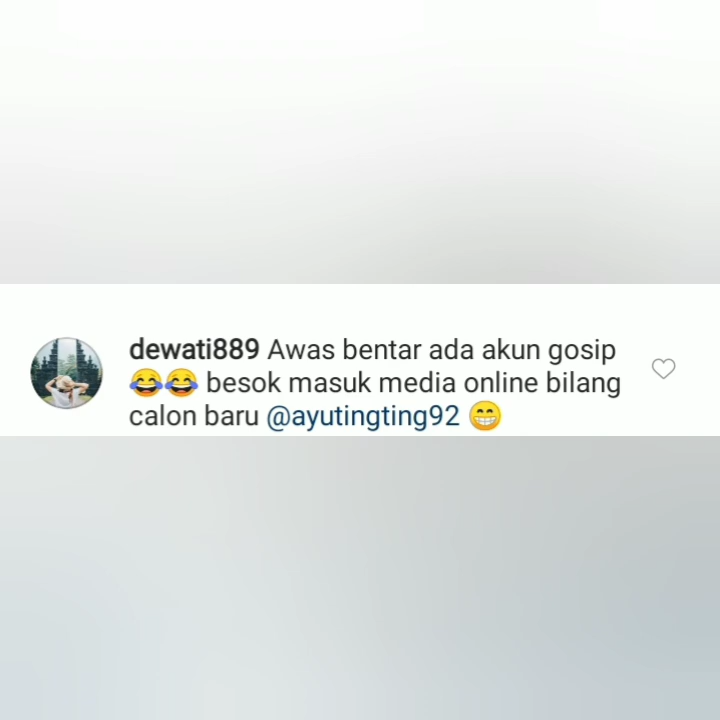 dewati889 Awas bentar ada akun gosip
😂😂 besok masuk media online bilang
calon baru @ayutingting92 😁